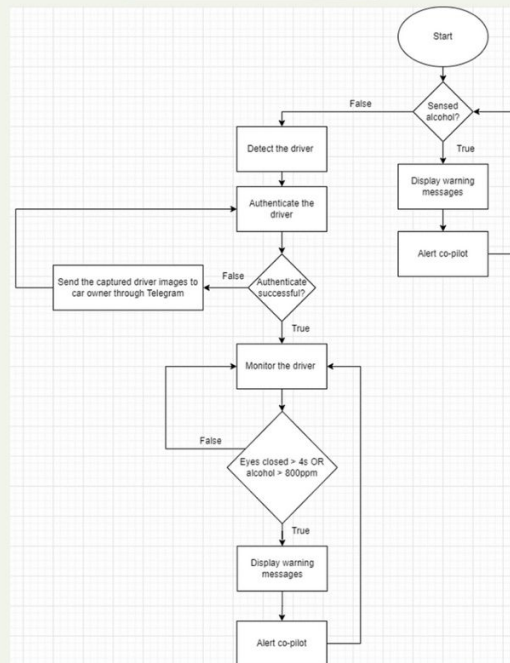 Start
Sensed
alcohol?
False
True
Detect the driver
Display warning
messages
Authenticate the
driver
Alert co-pilot
Send the captured driver images to
car owner through Telegram
False
Authenticate
successful?
True
Monitor the driver
False
Eyes closed > 4s OR
alcohol > 800ppm
True
Display warning
messages
Alert co-pilot